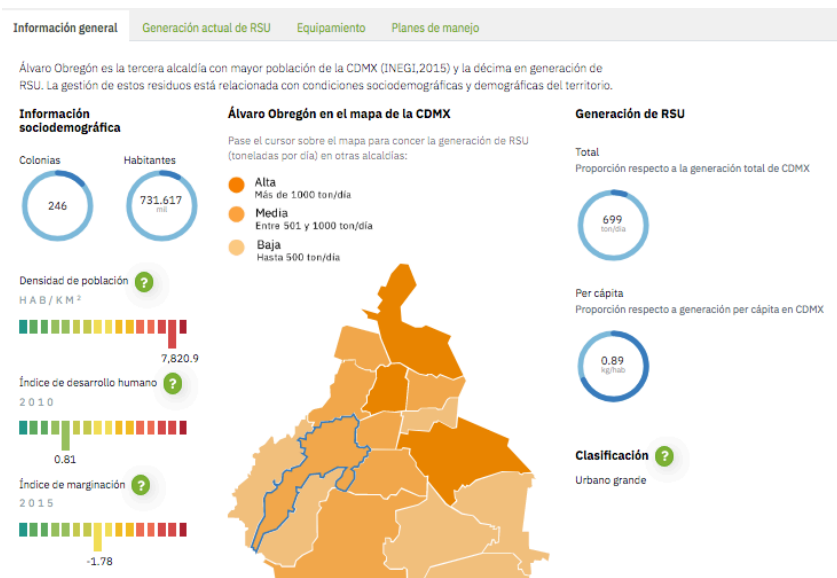 Información general
Generación actual de RSU
Equipamiento
Planes de manejo
Álvaro Obregón es la tercera alcaldía con mayor población de la CDMX (INEGI,2015) y la décima en generación de
RSU. La gestión de estos residuos está relacionada con condiciones sociodemográficas y demográficas del territorio.
Información
sociodemográfica
Colonias
Habitantes
246
731.617
mil
Densidad de población ?
HAB/KM²
7,820.9
Índice de desarrollo humano ?
2010
0.81
Índice de marginación ?
2015
-1.78
Álvaro Obregón en el mapa de la CDMX
Pase el cursor sobre el mapa para concer la generación de RSU
(toneladas por día) en otras alcaldías:
Alta
Más de 1000 ton/día
Media
Entre 501 y 1000 ton/día
Baja
Hasta 500 ton/día
Generación de RSU
Total
Proporción respecto a la generación total de CDMX
699
ton/día
Per cápita
Proporción respecto a generación per cápita en CDMX
0.89
kg/hab
Clasificación ?
Urbano grande